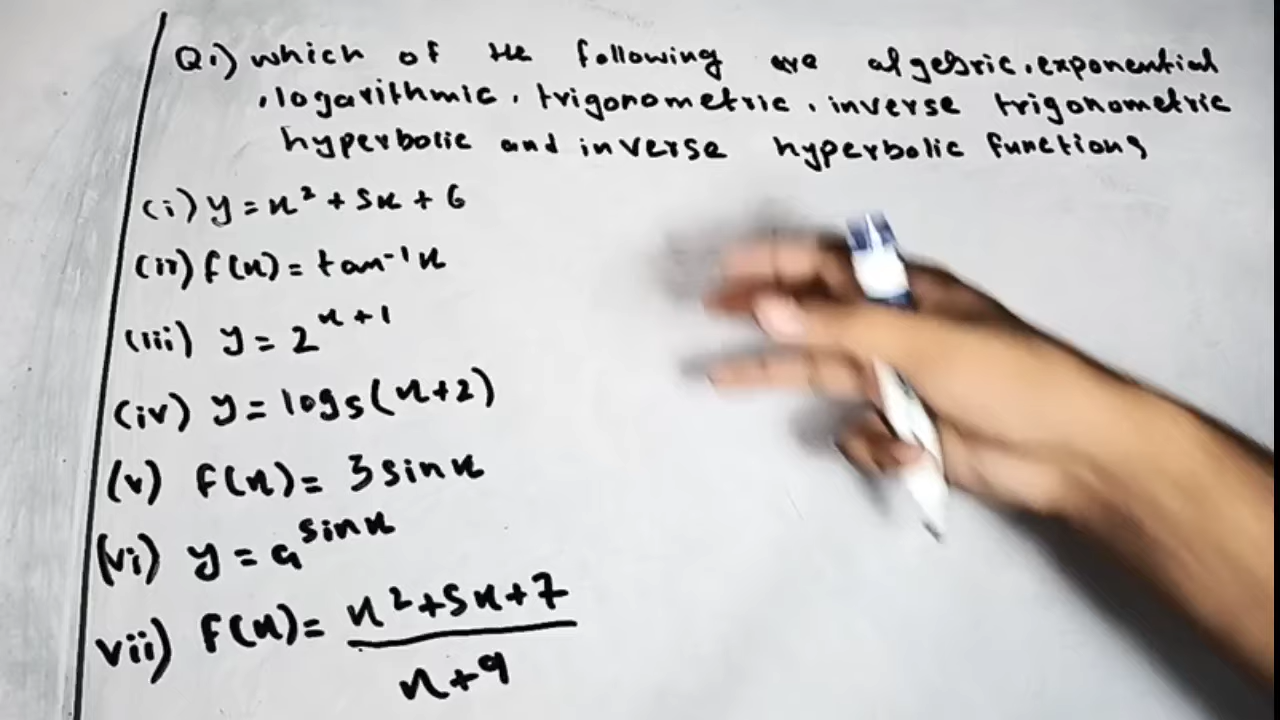 Q1) which of the following are algebric, exponential
, logarithmic, trigonometric, inverse trigonometric
hyperbolic and inverse hyperbolic functions
(i) y = x² + 5x + 6
(ii) f(x) = tan⁻¹x
(iii) y = 2^(x+1)
(iv) y = log₅(x+2)
(v) f(x) = 3sinx
(vi) y = a^(sinx)
vii) f(x) = (x²+5x+7)/(x+9)